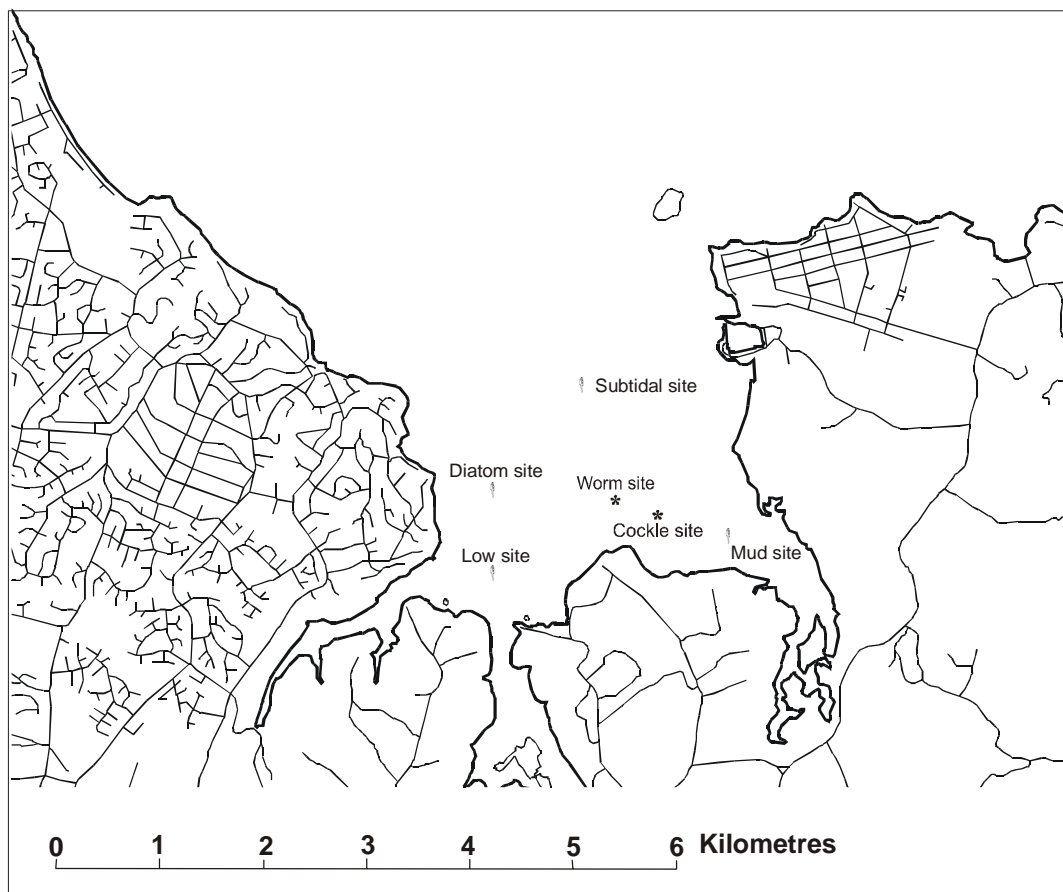 Subtidal site
Diatom site
Worm site
Cockle site
Low site
Mud site
0 1 2 3 4 5 6 Kilometres